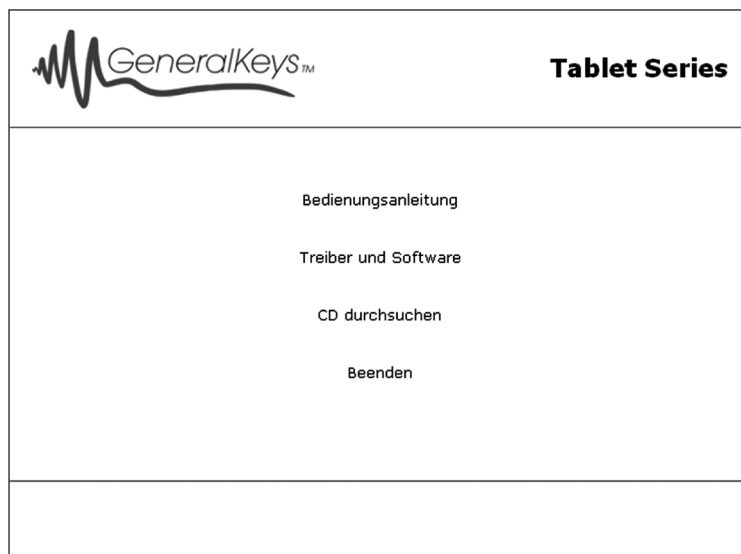 GeneralKeys™
Tablet Series
Bedienungsanleitung
Treiber und Software
CD durchsuchen
Beenden